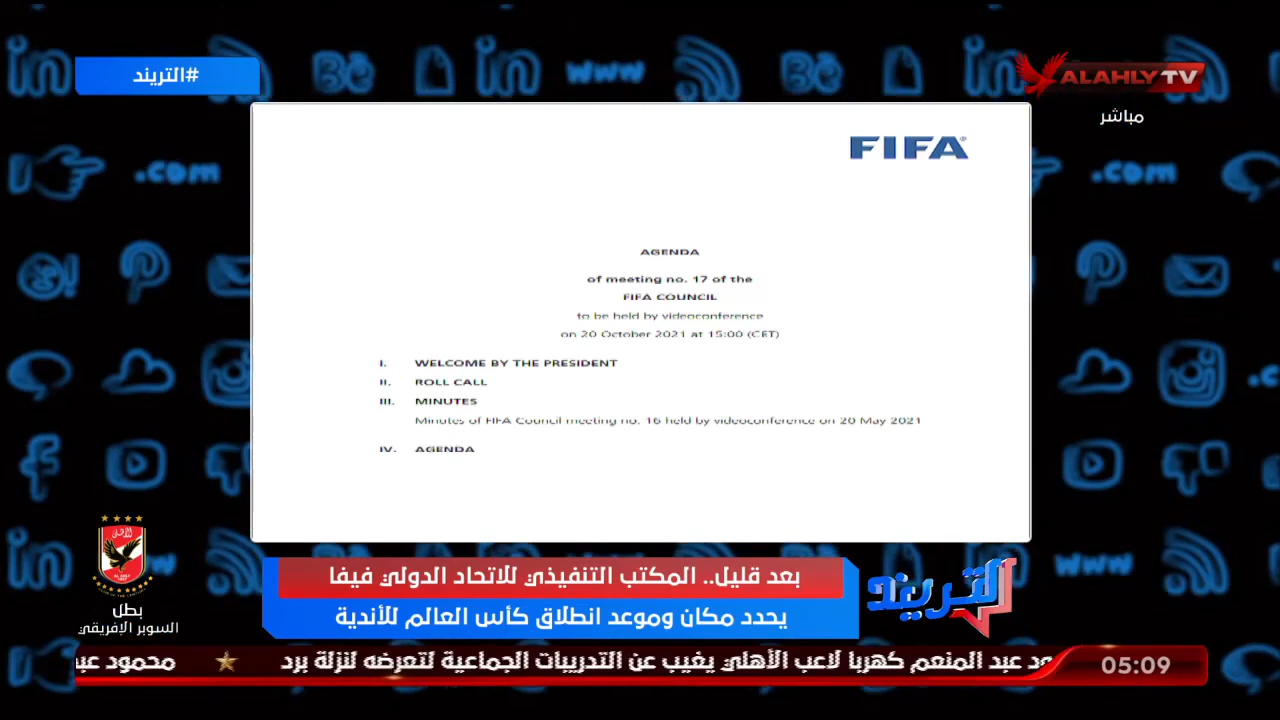 #التريند
ALAHLY TV
مباشر
FIFA
AGENDA
of meeting no. 17 of the
FIFA COUNCIL
to be held by videoconference
on 20 October 2021 at 15:00 (CET)
I. WELCOME BY THE PRESIDENT
II. ROLL CALL
III. MINUTES
Minutes of FIFA Council meeting no. 16 held by videoconference on 20 May 2021
IV. AGENDA
بعد قليل.. المكتب التنفيذي للاتحاد الدولي فيفا
يحدد مكان وموعد انطلاق كأس العالم للأندية
التريند
بطل
السوبر الإفريقي
عبد المنعم كهربا لاعب الأهلي يغيب عن التدريبات الجماعية لتعرضه لنزلة برد ★ محمود
05:09